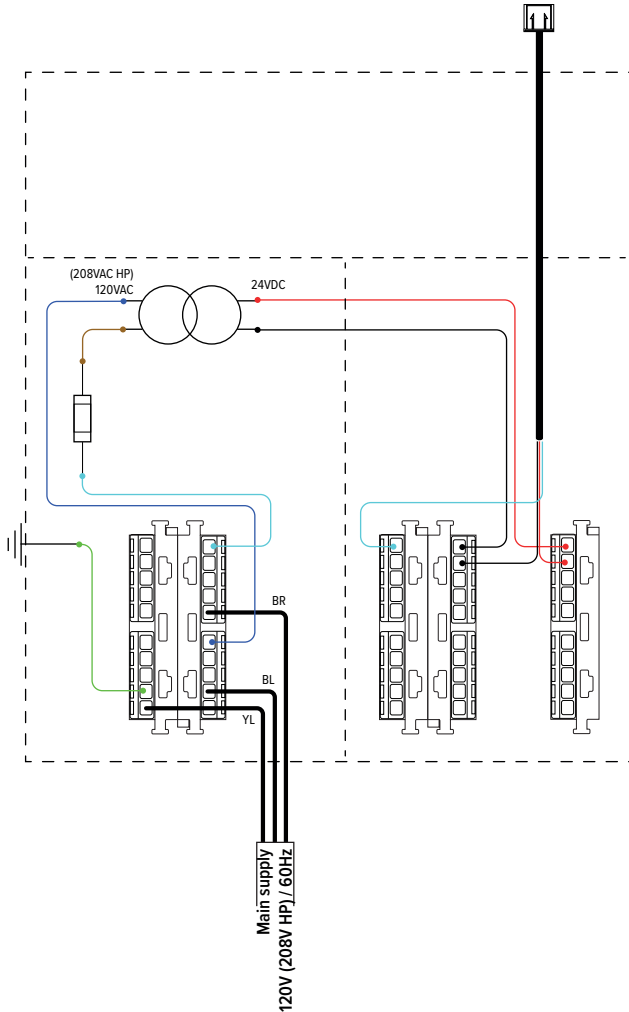 (208VAC HP)
120VAC
24VDC
BR
BL
YL
Main supply
120V (208V HP) / 60Hz